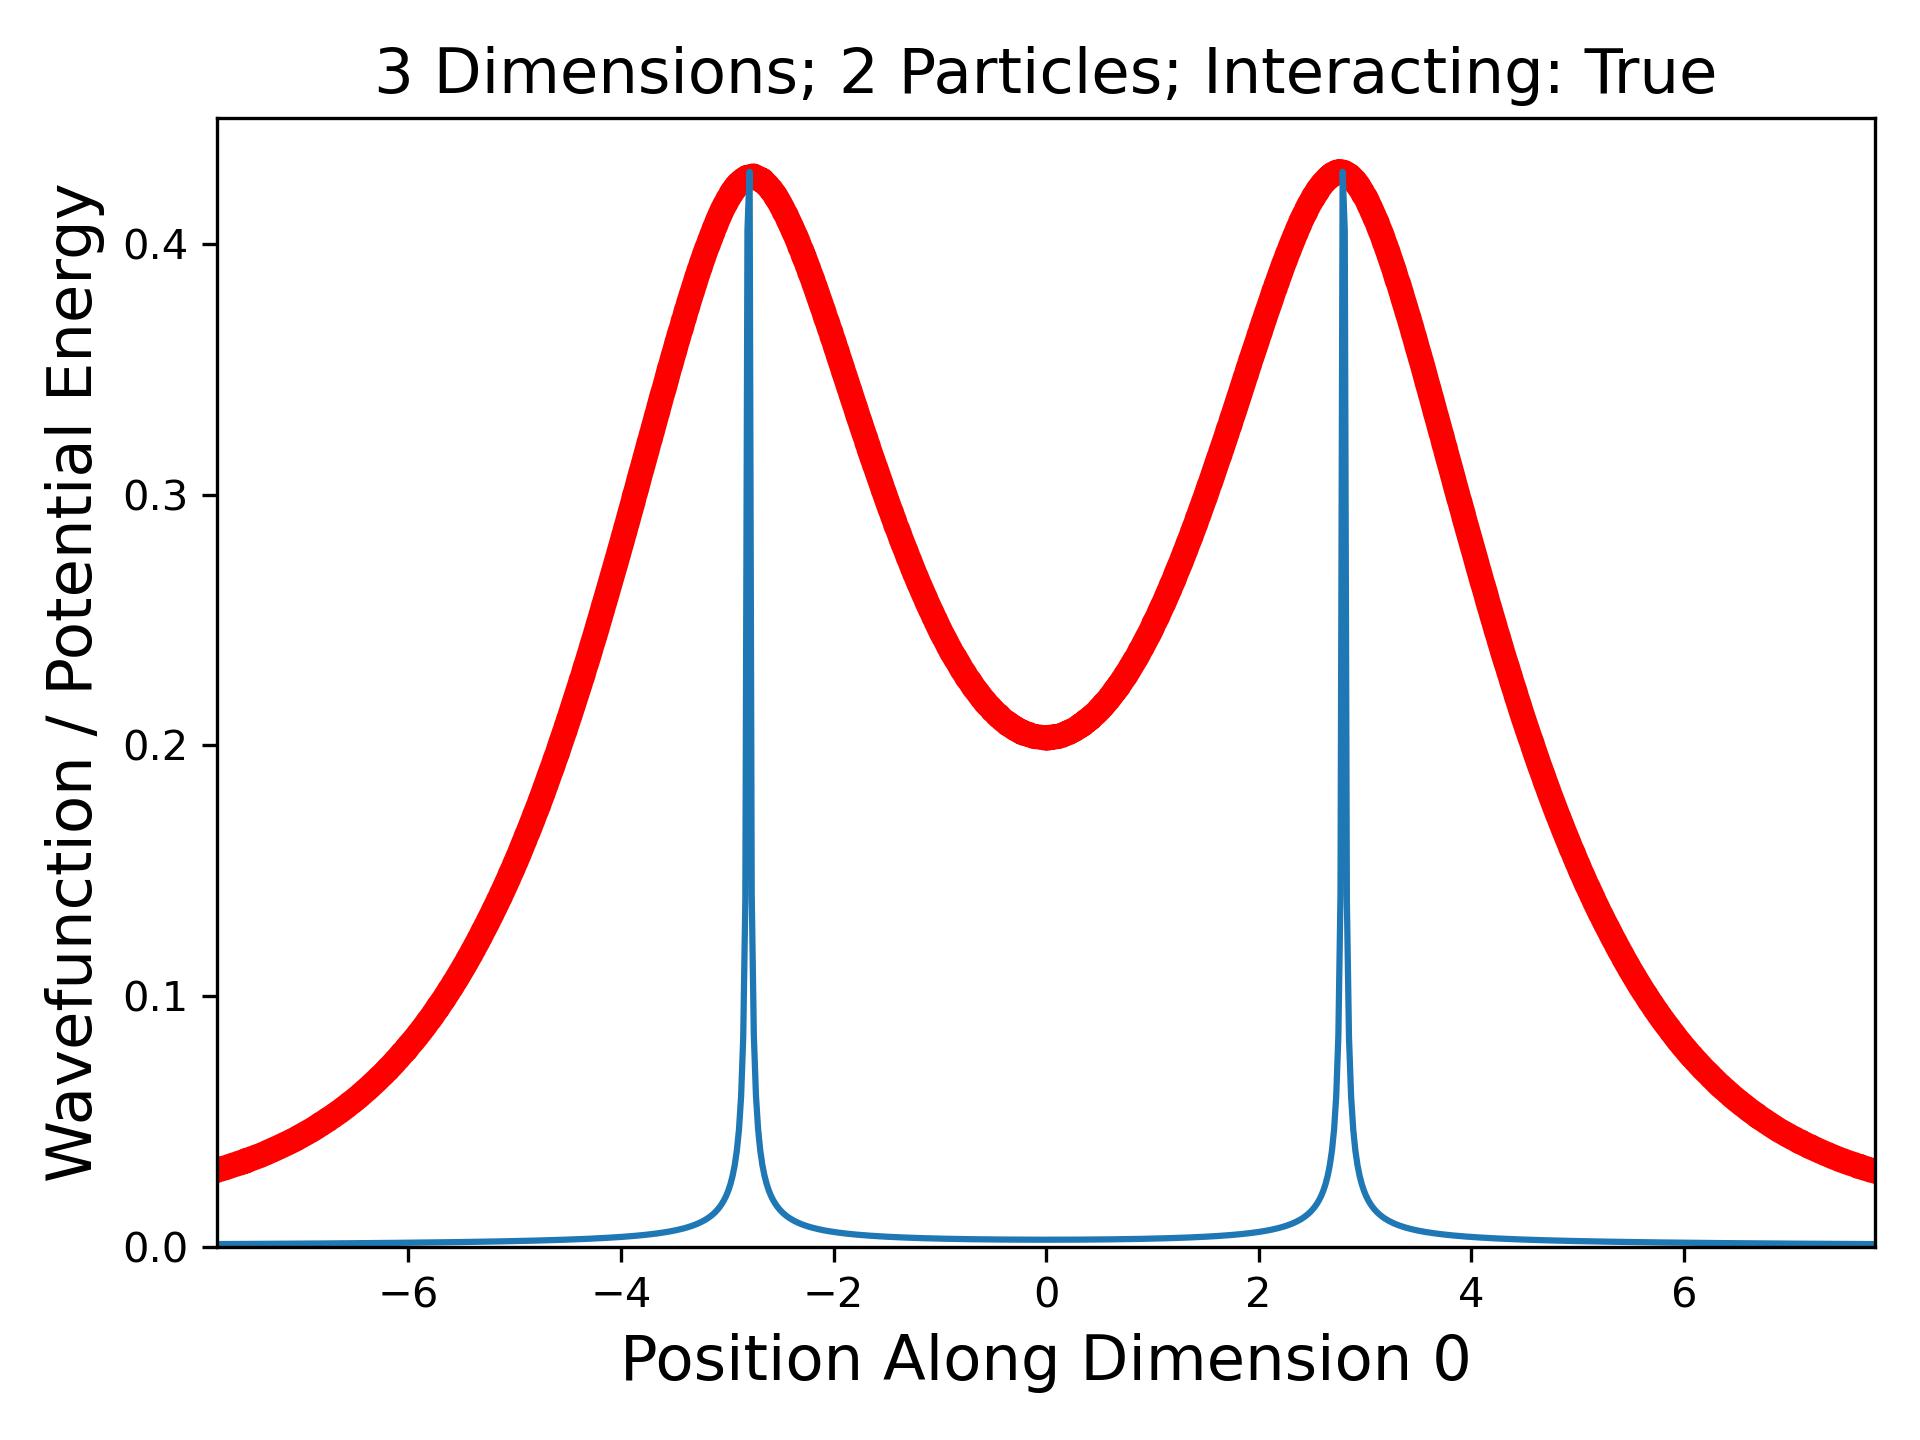 3 Dimensions; 2 Particles; Interacting: True
Wavefunction / Potential Energy
0.4
0.3
0.2
0.1
0.0
−6 −4 −2 0 2 4 6
Position Along Dimension 0